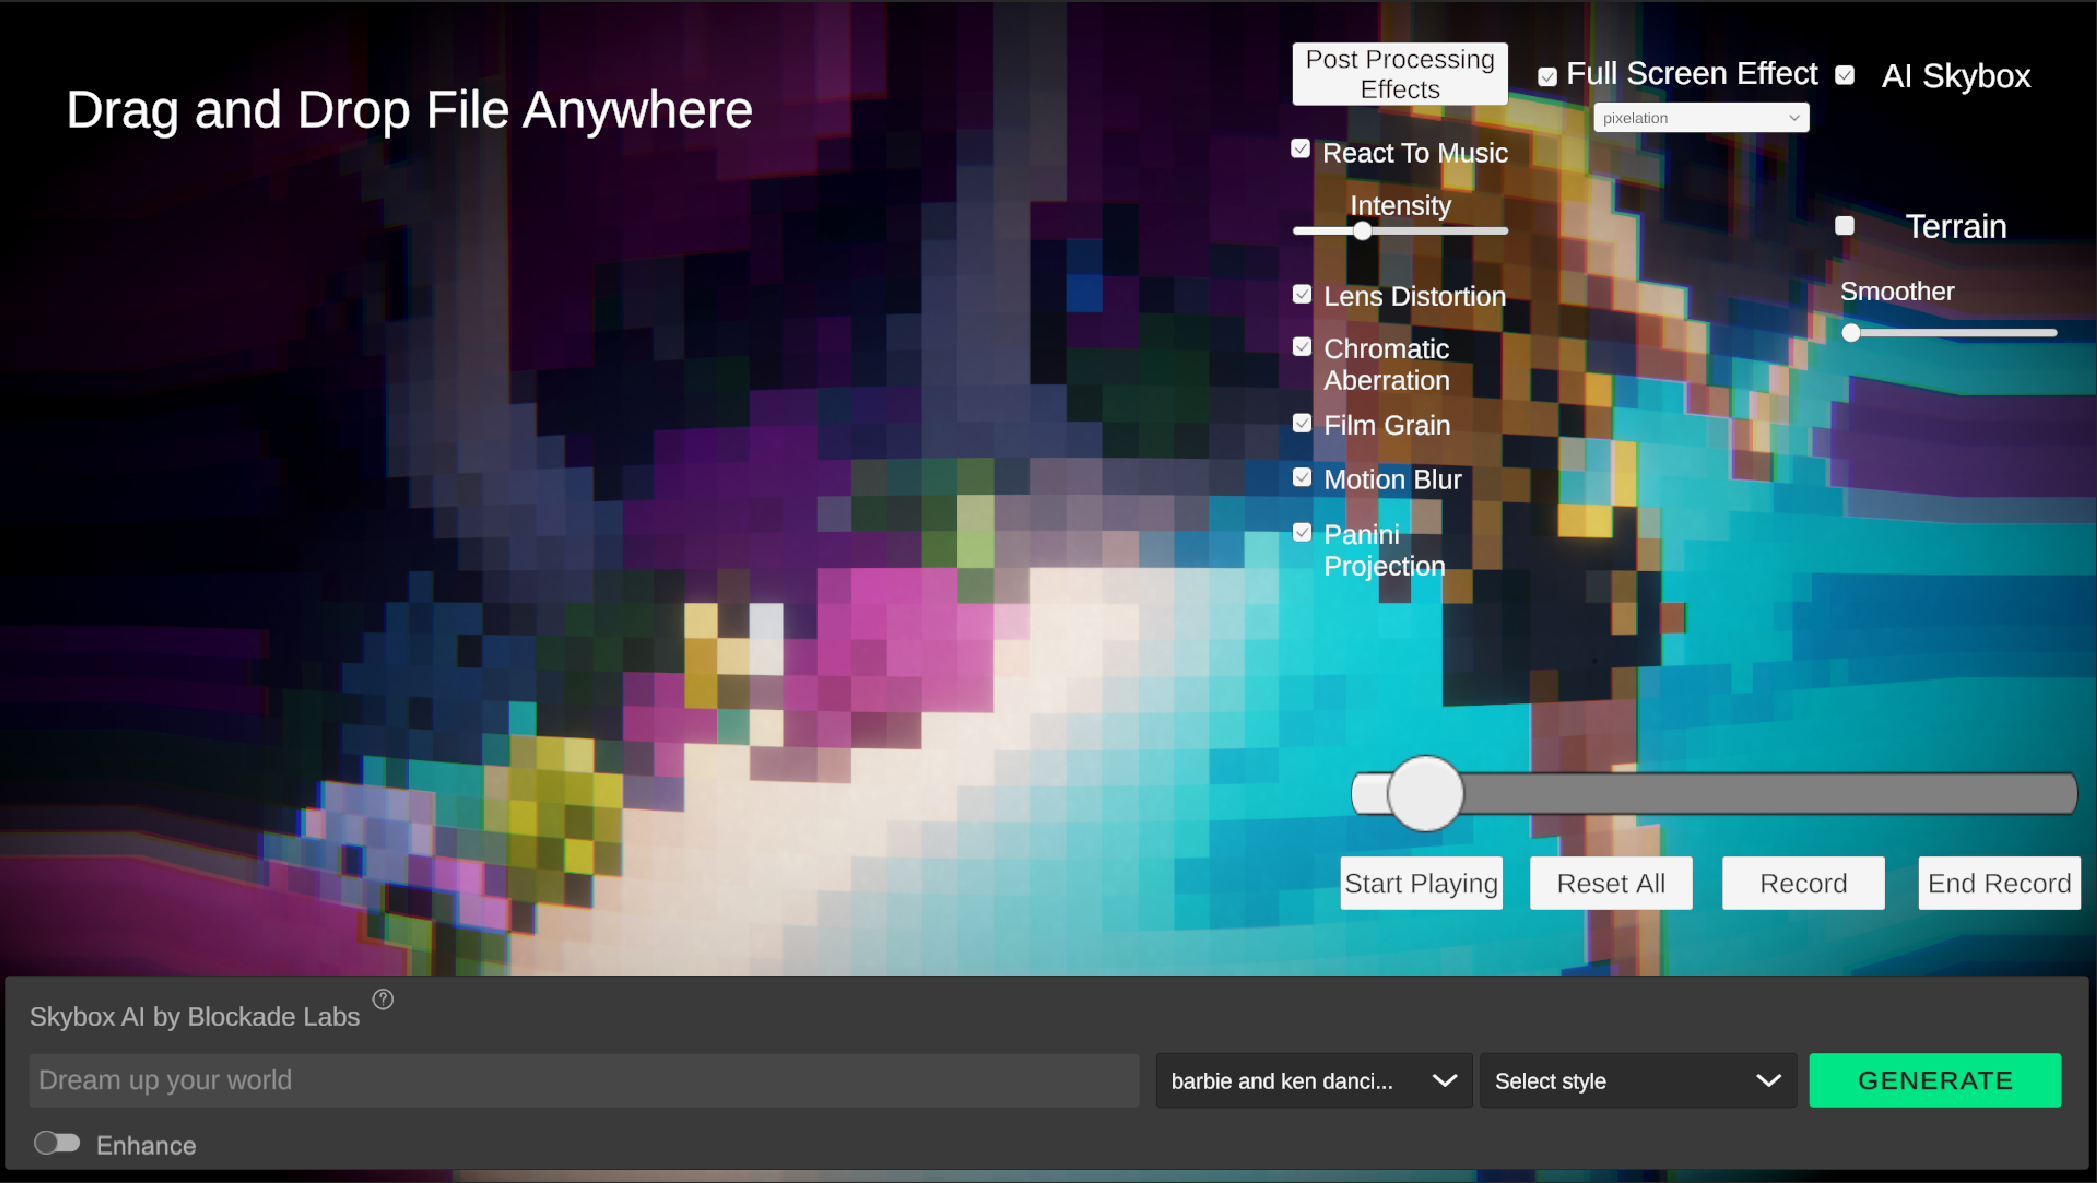 Drag and Drop File Anywhere
Post Processing
Effects
Full Screen Effect
AI Skybox
pixelation
React To Music
Intensity
Terrain
Lens Distortion
Smoother
Chromatic
Aberration
Film Grain
Motion Blur
Panini
Projection
Start Playing
Reset All
Record
End Record
Skybox AI by Blockade Labs
?
Dream up your world
barbie and ken danci...
Select style
GENERATE
Enhance